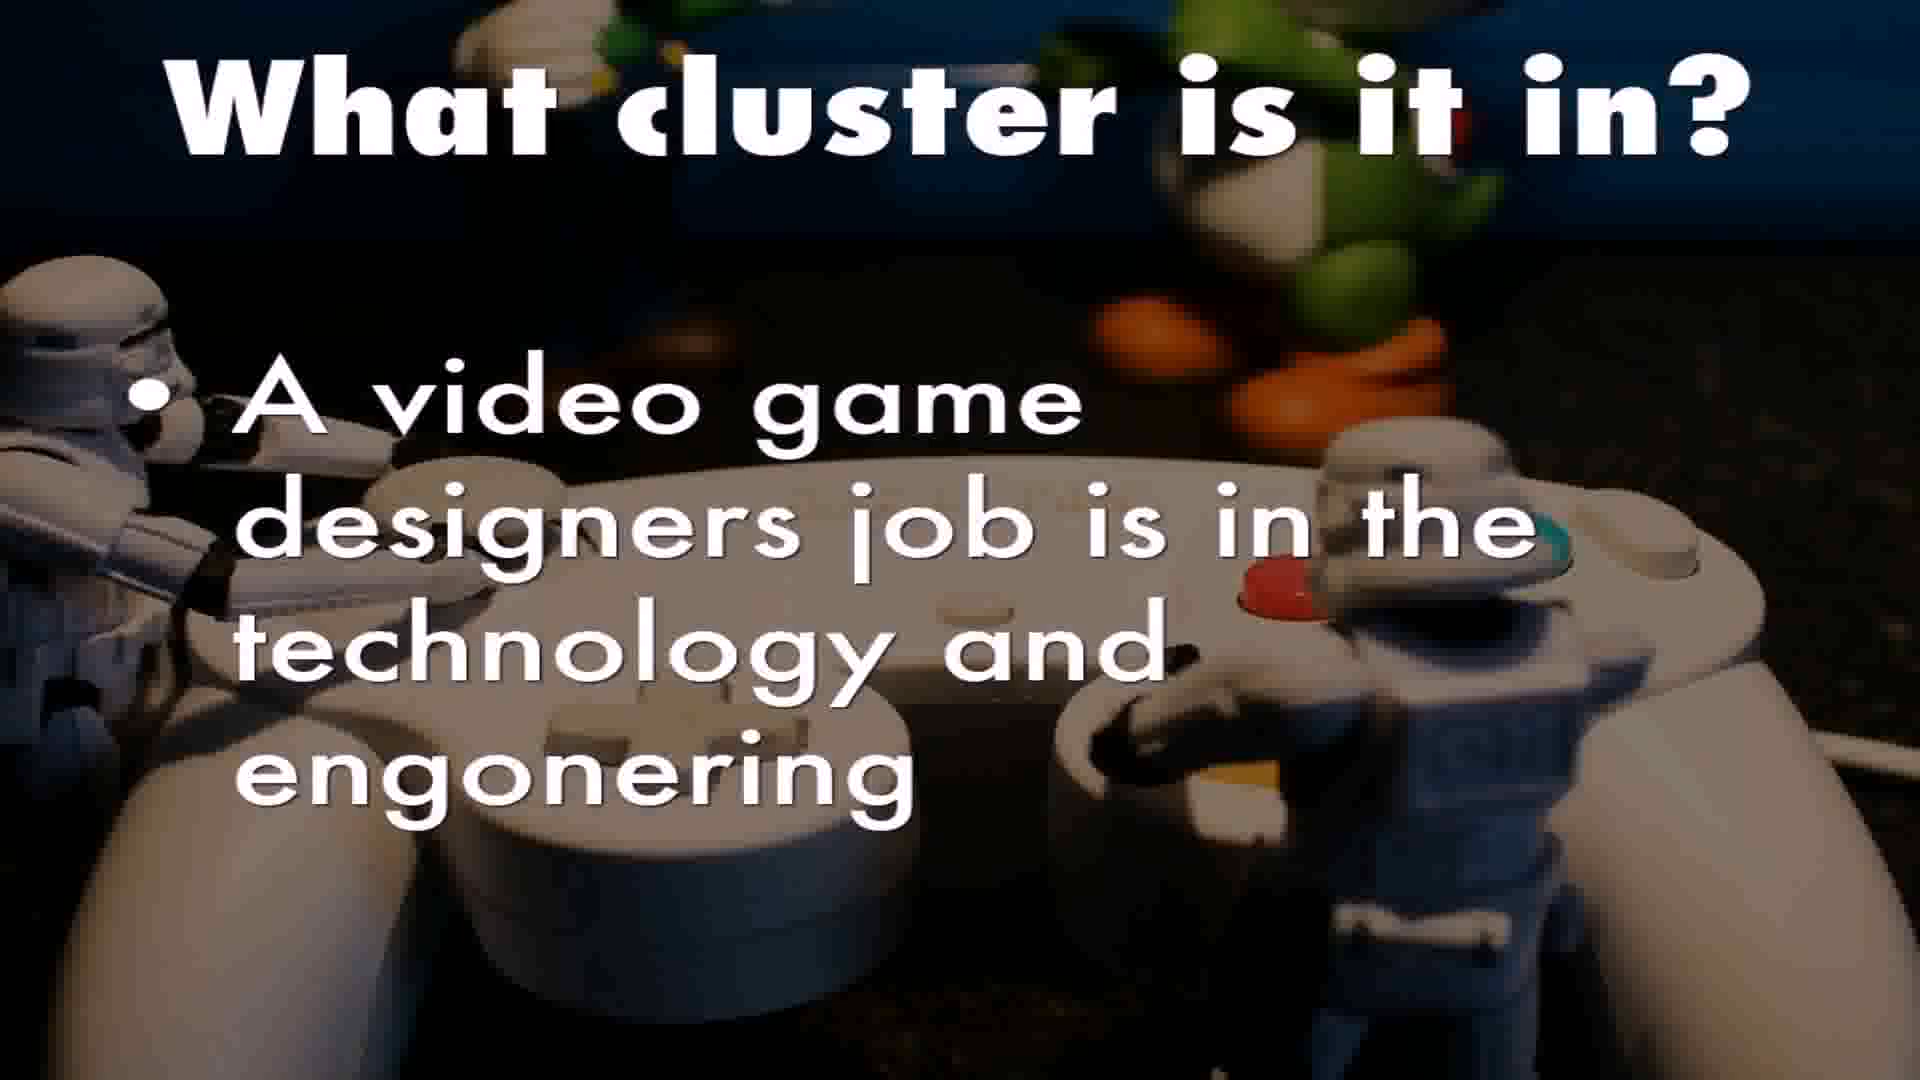 What cluster is it in?
• A video game
designers job is in the
technology and
engonering